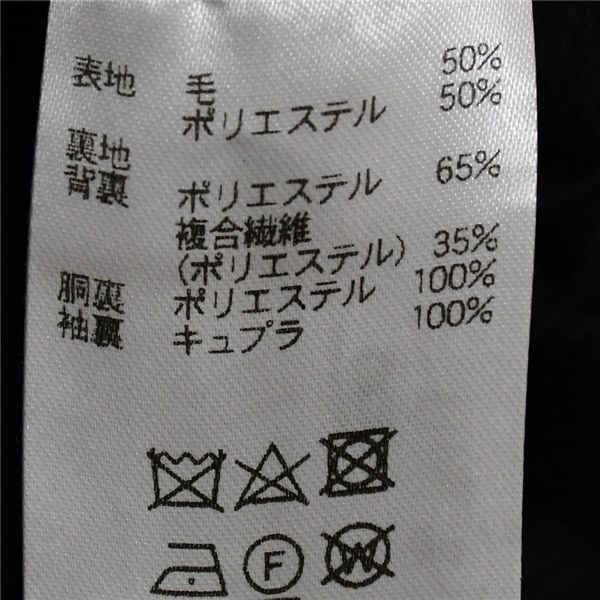 表地 毛 50%
ポリエステル 50%
裏地
背裏 ポリエステル 65%
複合繊維
(ポリエステル) 35%
胴裏 ポリエステル 100%
袖裏 キュプラ 100%
F W